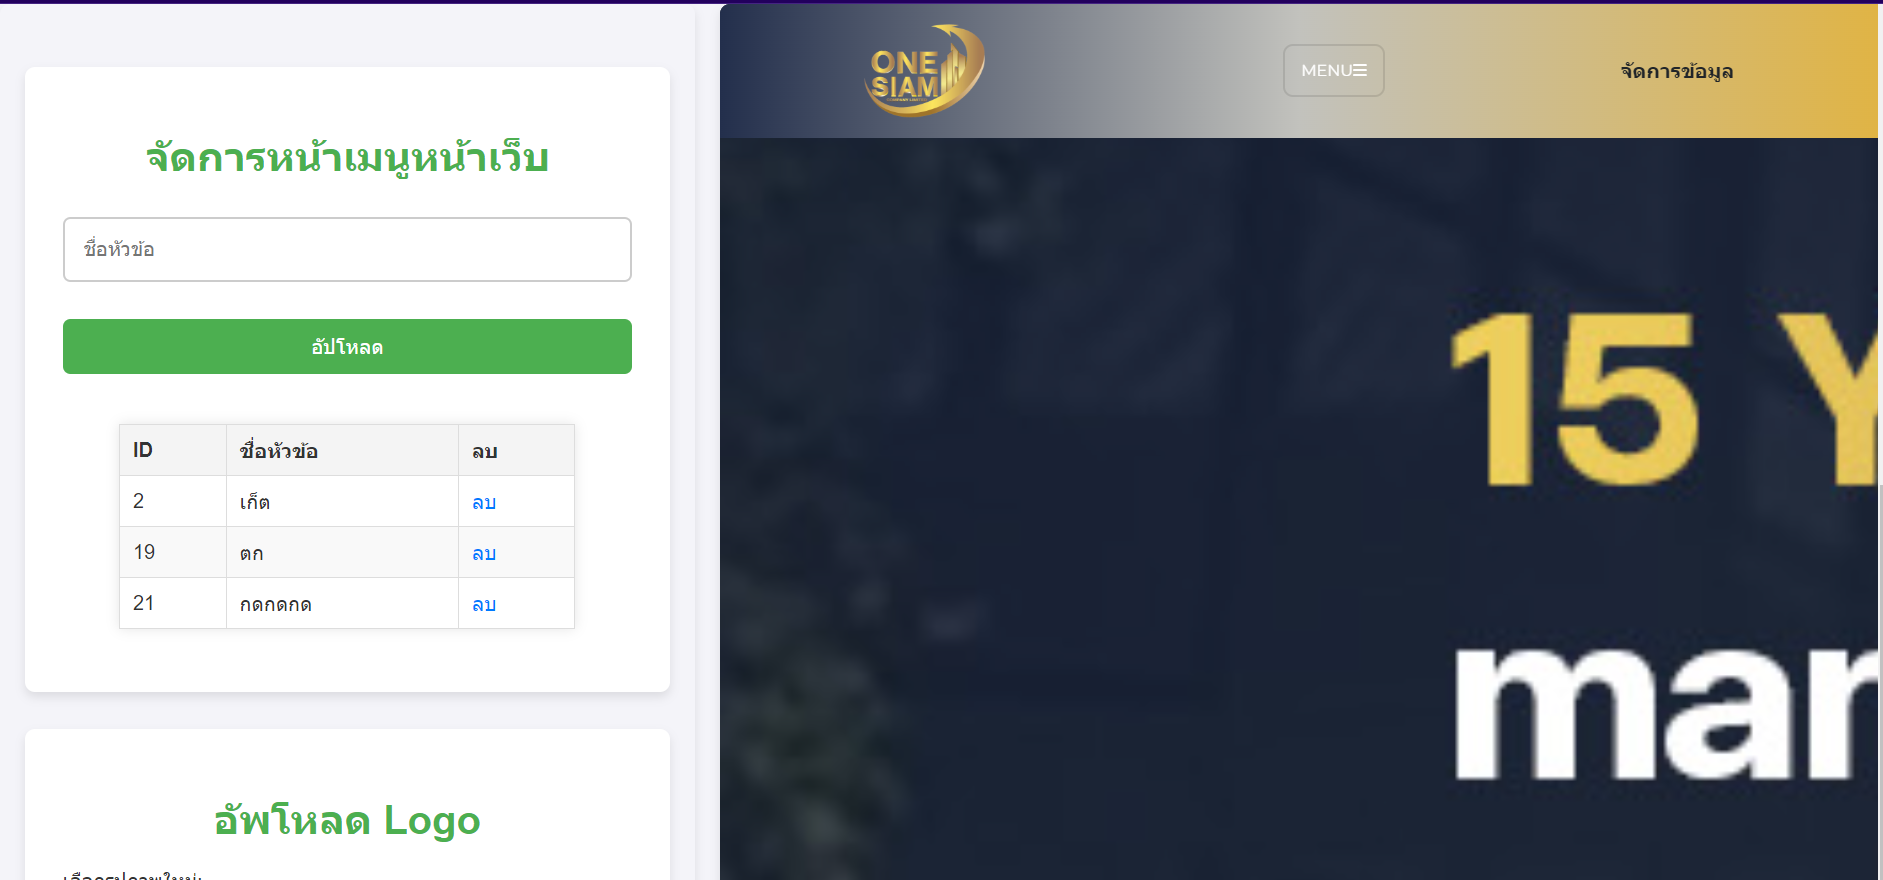 จัดการหน้าเมนูหน้าเว็บ
ชื่อหัวข้อ
อัปโหลด
ID ชื่อหัวข้อ ลบ
2 เก็ต ลบ
19 ตก ลบ
21 กดกดกด ลบ
อัพโหลด Logo
ONE
SIAM
MENU
จัดการข้อมูล
15 Y
mar